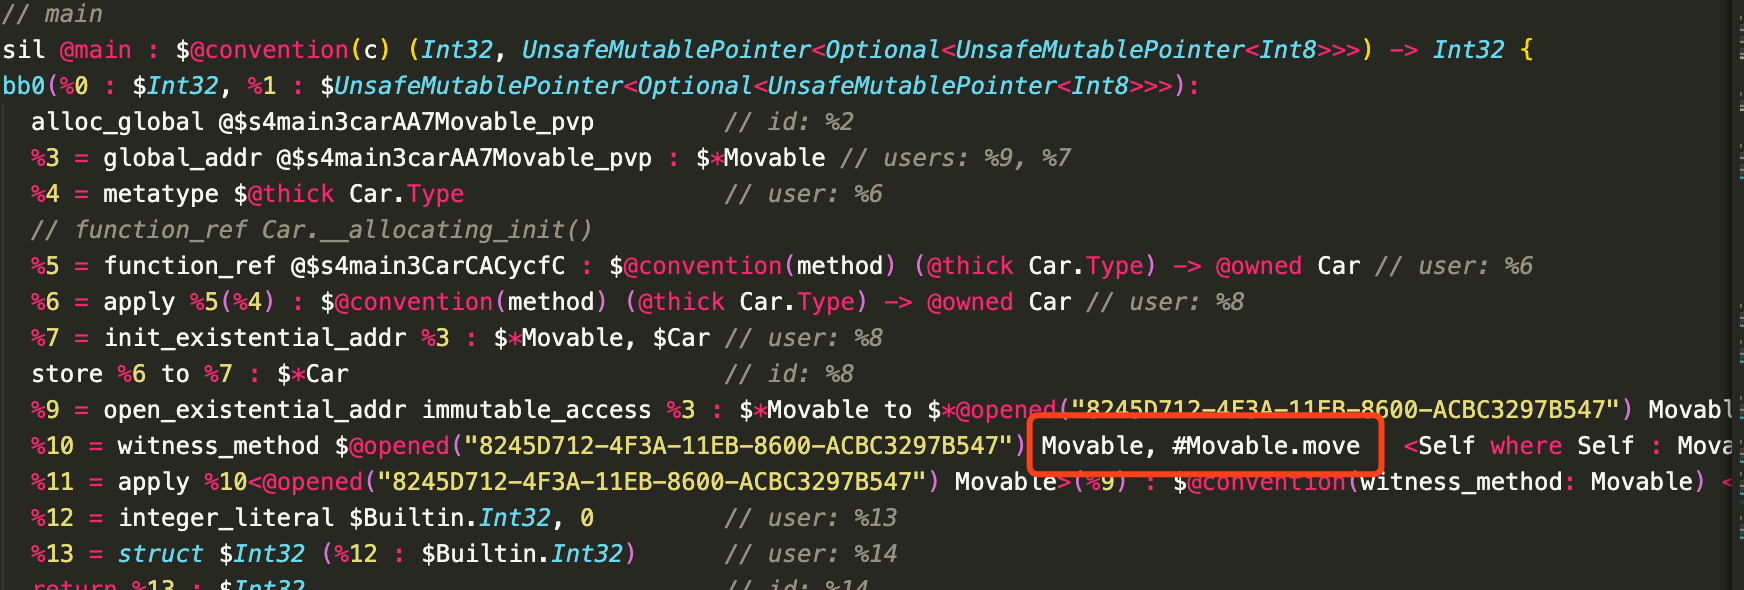 // main
sil @main : $@convention(c) (Int32, UnsafeMutablePointer<Optional<UnsafeMutablePointer<Int8>>>) -> Int32 {
bb0(%0 : $Int32, %1 : $UnsafeMutablePointer<Optional<UnsafeMutablePointer<Int8>>>):
  alloc_global @$s4main3carAA7Movable_pvp         // id: %2
  %3 = global_addr @$s4main3carAA7Movable_pvp : $*Movable // users: %9, %7
  %4 = metatype $@thick Car.Type                  // user: %6
  // function_ref Car.__allocating_init()
  %5 = function_ref @$s4main3CarCACycfC : $@convention(method) (@thick Car.Type) -> @owned Car // user: %6
  %6 = apply %5(%4) : $@convention(method) (@thick Car.Type) -> @owned Car // user: %8
  %7 = init_existential_addr %3 : $*Movable, $Car // user: %8
  store %6 to %7 : $*Car                          // id: %8
  %9 = open_existential_addr immutable_access %3 : $*Movable to $*@opened("8245D712-4F3A-11EB-8600-ACBC3297B547") Movabl
  %10 = witness_method $@opened("8245D712-4F3A-11EB-8600-ACBC3297B547") Movable, #Movable.move   <Self where Self : Mova
  %11 = apply %10<@opened("8245D712-4F3A-11EB-8600-ACBC3297B547") Movable>(%9) : $@convention(witness_method: Movable) <
  %12 = integer_literal $Builtin.Int32, 0         // user: %13
  %13 = struct $Int32 (%12 : $Builtin.Int32)      // user: %14
  return %13 : $Int32                             // id: %14